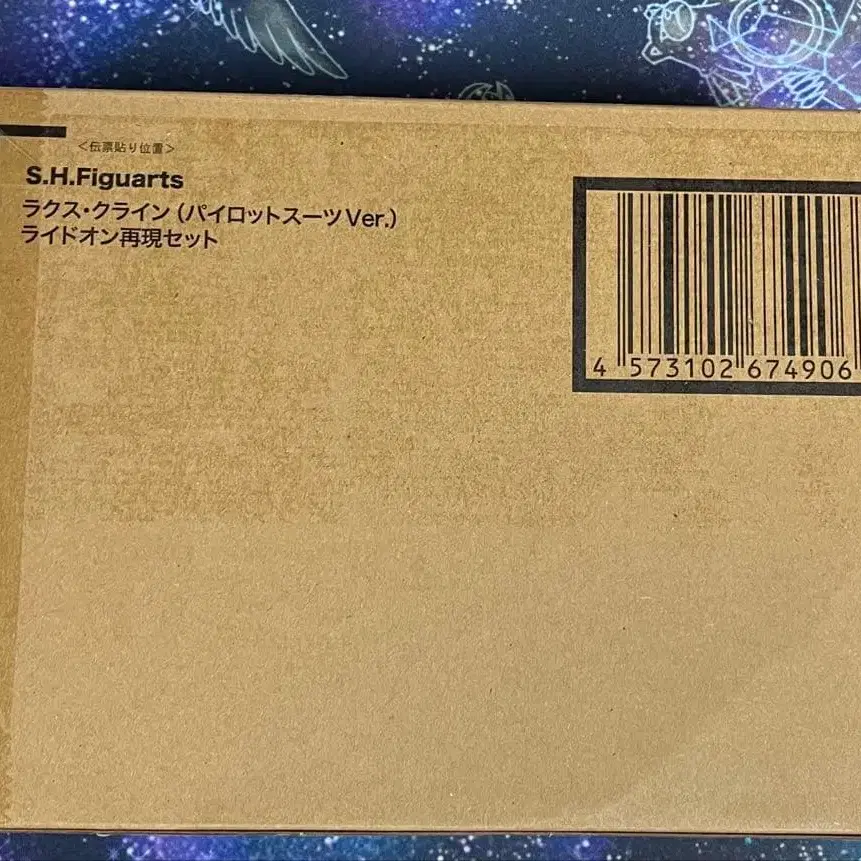 <伝票貼り位置>
S.H.Figuarts
ラクス・クライン（パイロットスーツVer.）
ライドオン再現セット
4 573102 674906